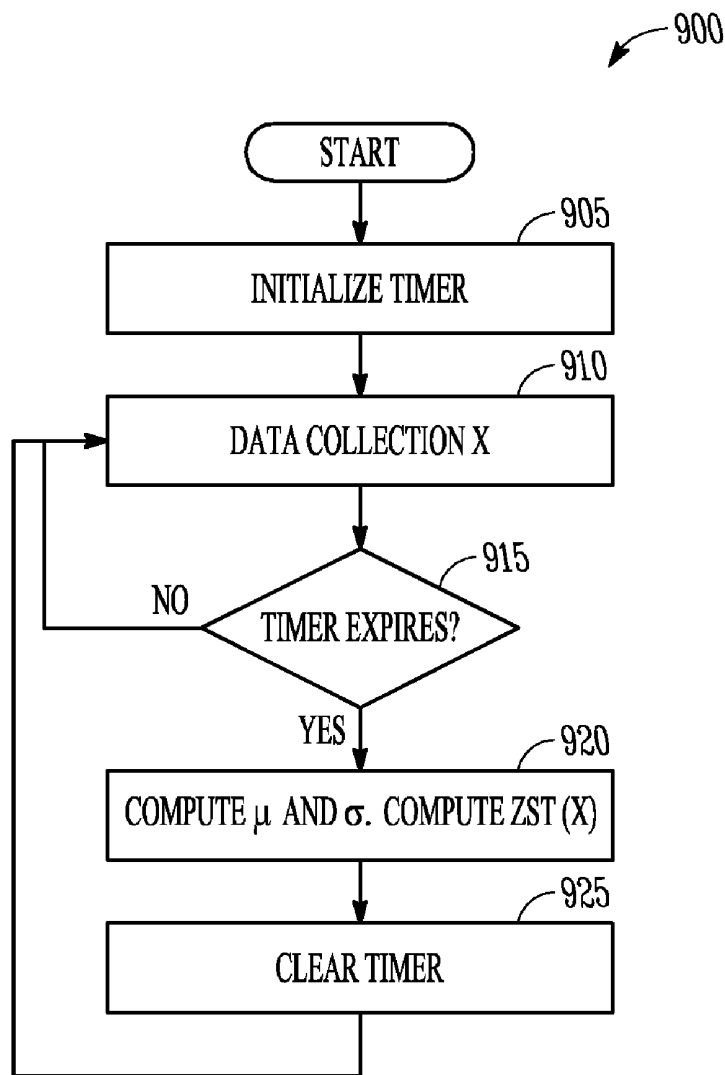 900
START
905
INITIALIZE TIMER
910
DATA COLLECTION X
915
NO
TIMER EXPIRES?
YES
920
COMPUTE μ AND σ. COMPUTE ZST (X)
925
CLEAR TIMER